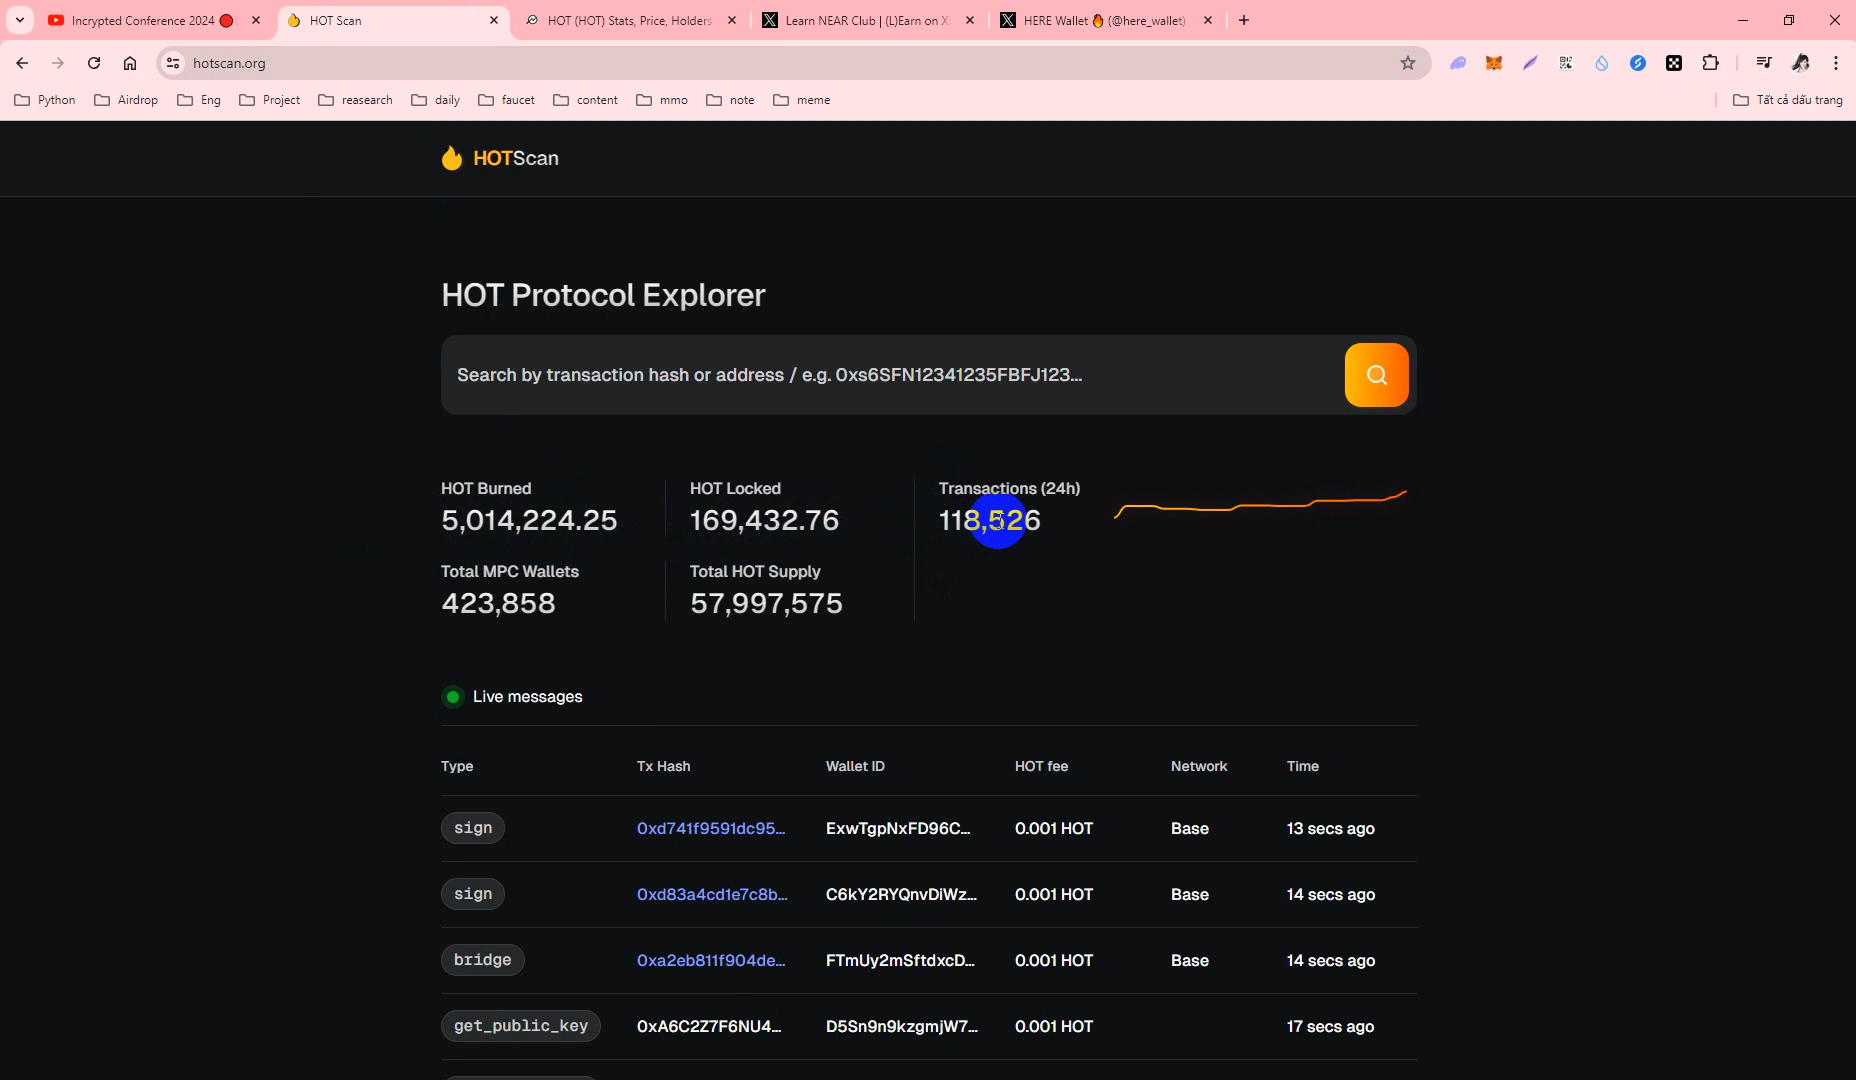 Incrypted Conference 2024
HOT Scan
HOT (HOT) Stats, Price, Holders
Learn NEAR Club | (L)Earn on X
HERE Wallet 🔥 (@here_wallet)
hotscan.org
Python
Airdrop
Eng
Project
reasearch
daily
faucet
content
mmo
note
meme
Tất cả dấu trang
HOTScan
HOT Protocol Explorer
Search by transaction hash or address / e.g. 0xs6SFN12341235FBFJ123...
HOT Burned
5,014,224.25
HOT Locked
169,432.76
Transactions (24h)
118,526
Total MPC Wallets
423,858
Total HOT Supply
57,997,575
Live messages
Type Tx Hash Wallet ID HOT fee Network Time
sign 0xd741f9591dc95... ExwTgpNxFD96C... 0.001 HOT Base 13 secs ago
sign 0xd83a4cd1e7c8b... C6kY2RYQnvDiWz... 0.001 HOT Base 14 secs ago
bridge 0xa2eb811f904de... FTmUy2mSftdxcD... 0.001 HOT Base 14 secs ago
get_public_key 0xA6C2Z7F6NU4... D5Sn9n9kzgmjW7... 0.001 HOT 17 secs ago